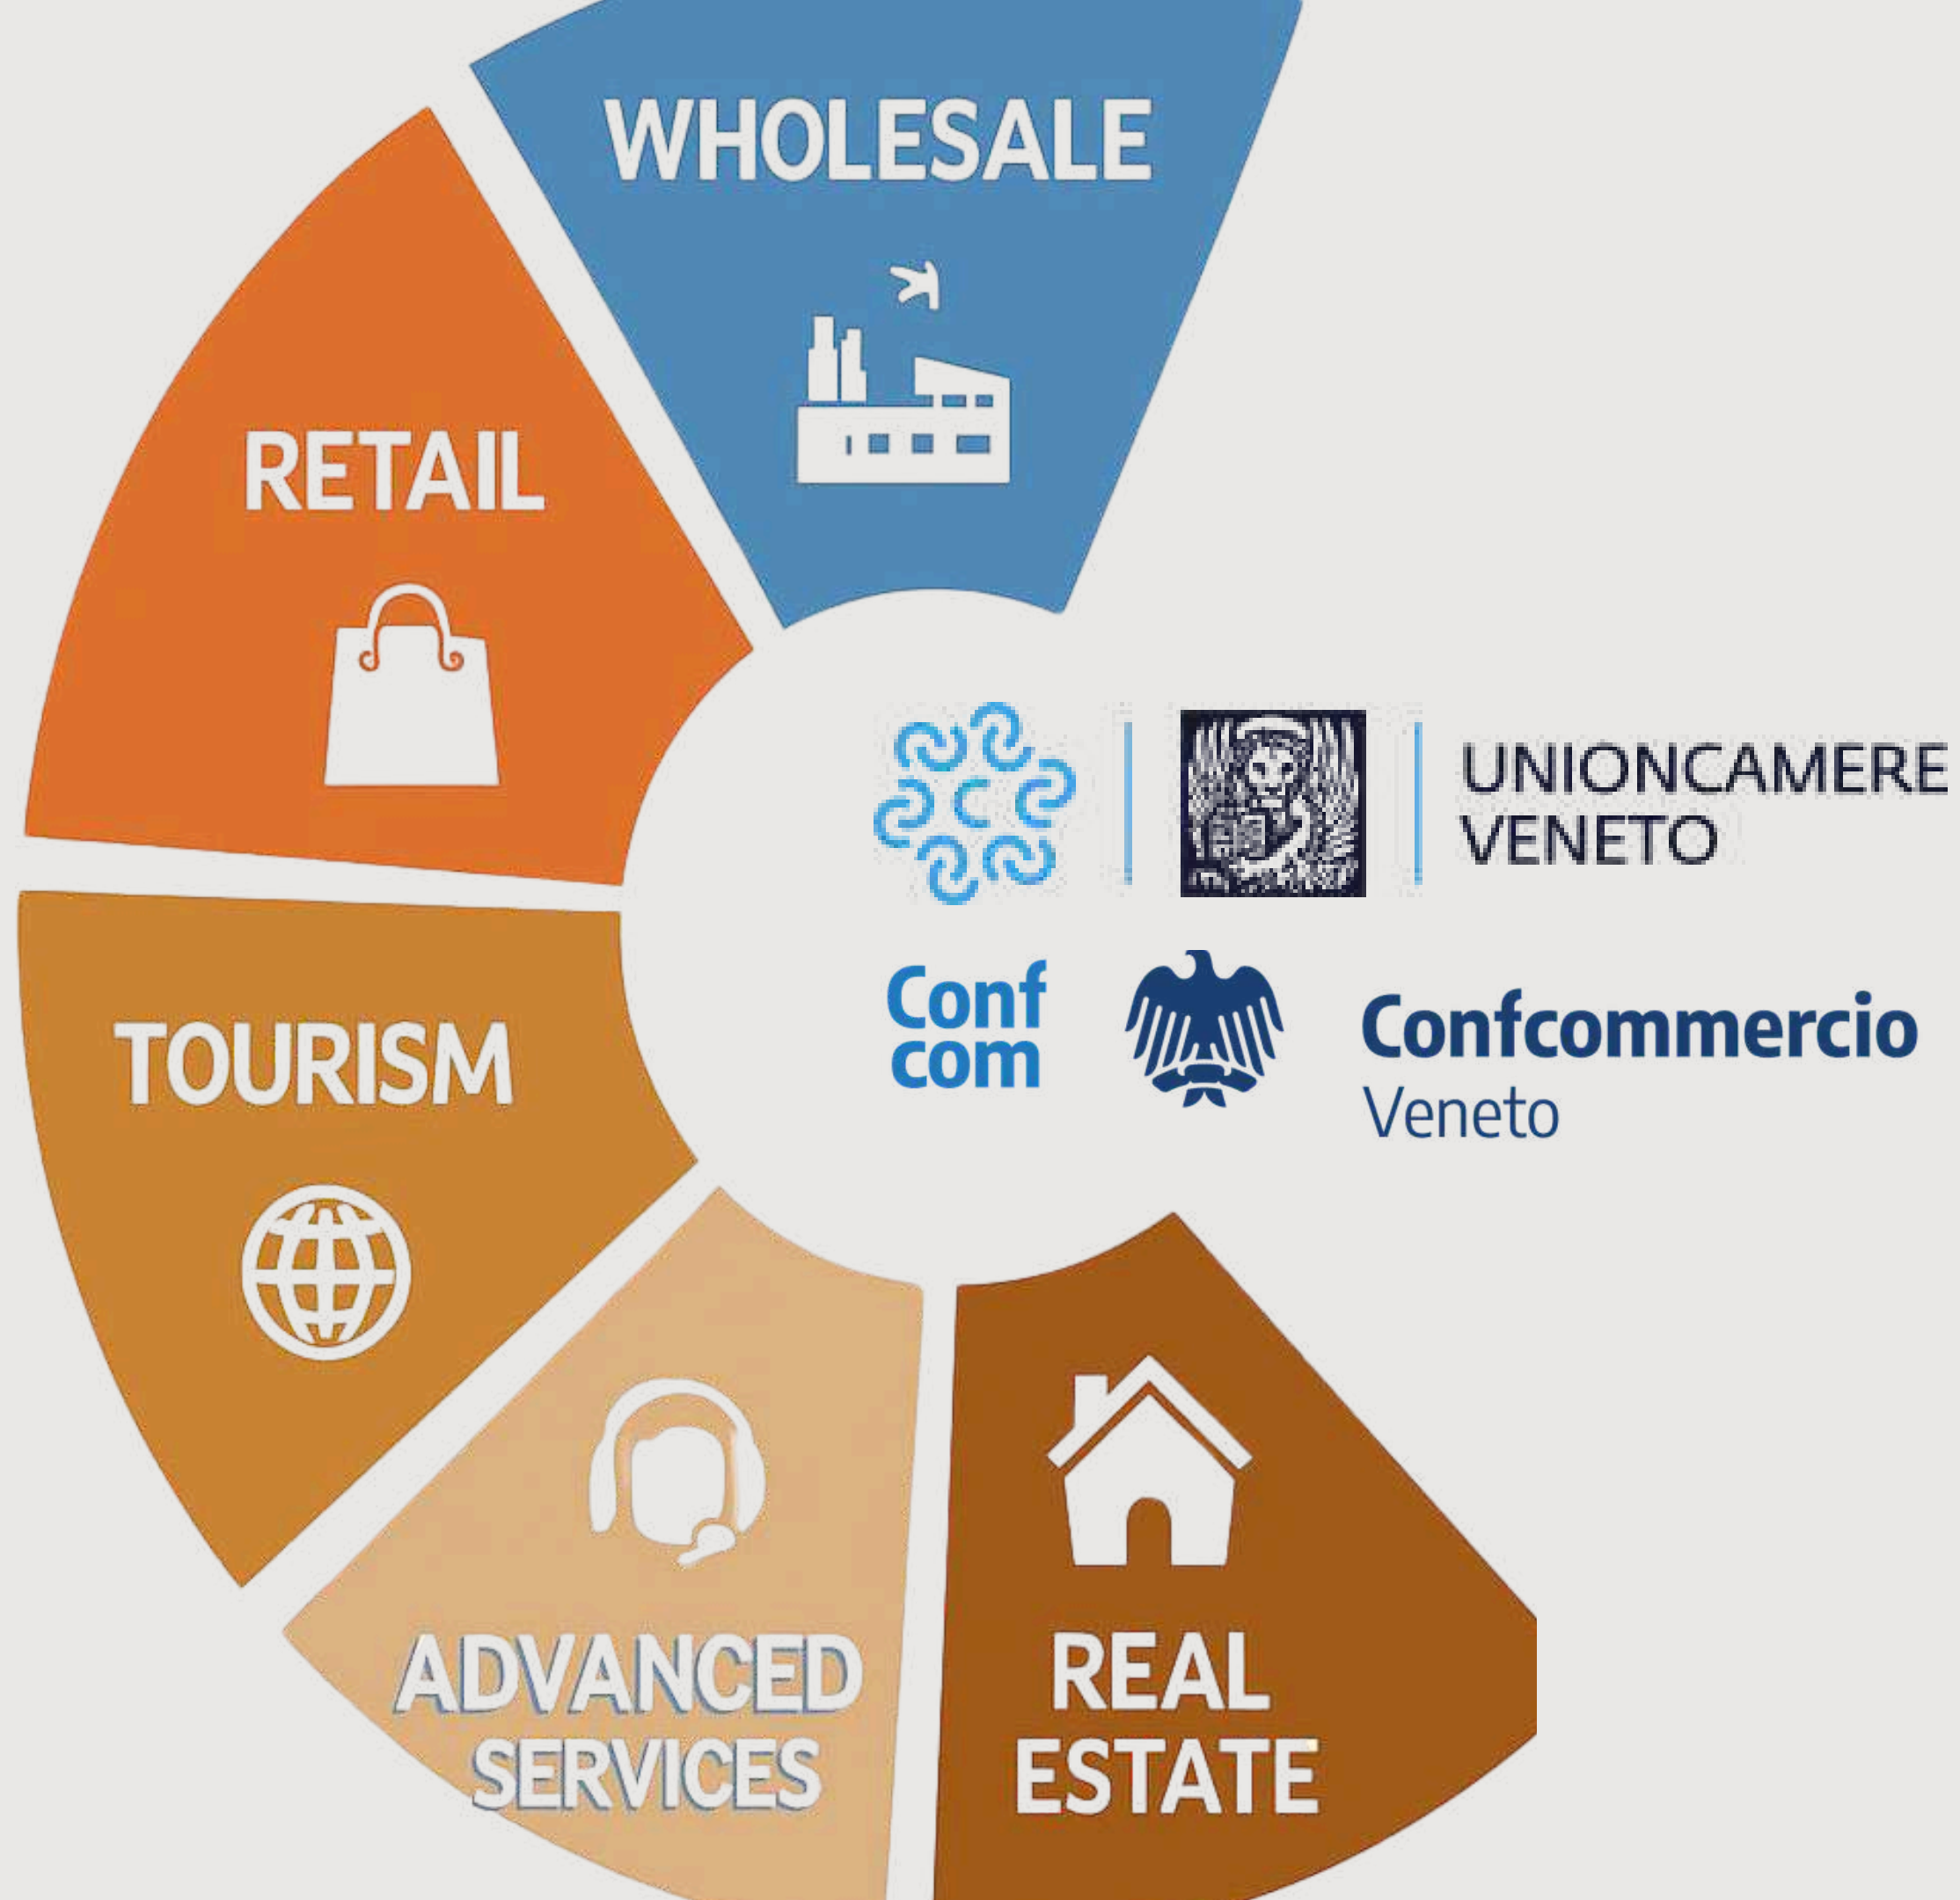 WHOLESALE
RETAIL
UNIONCAMERE
VENETO
Conf
com
Confcommercio
Veneto
TOURISM
ADVANCED
SERVICES
REAL
ESTATE